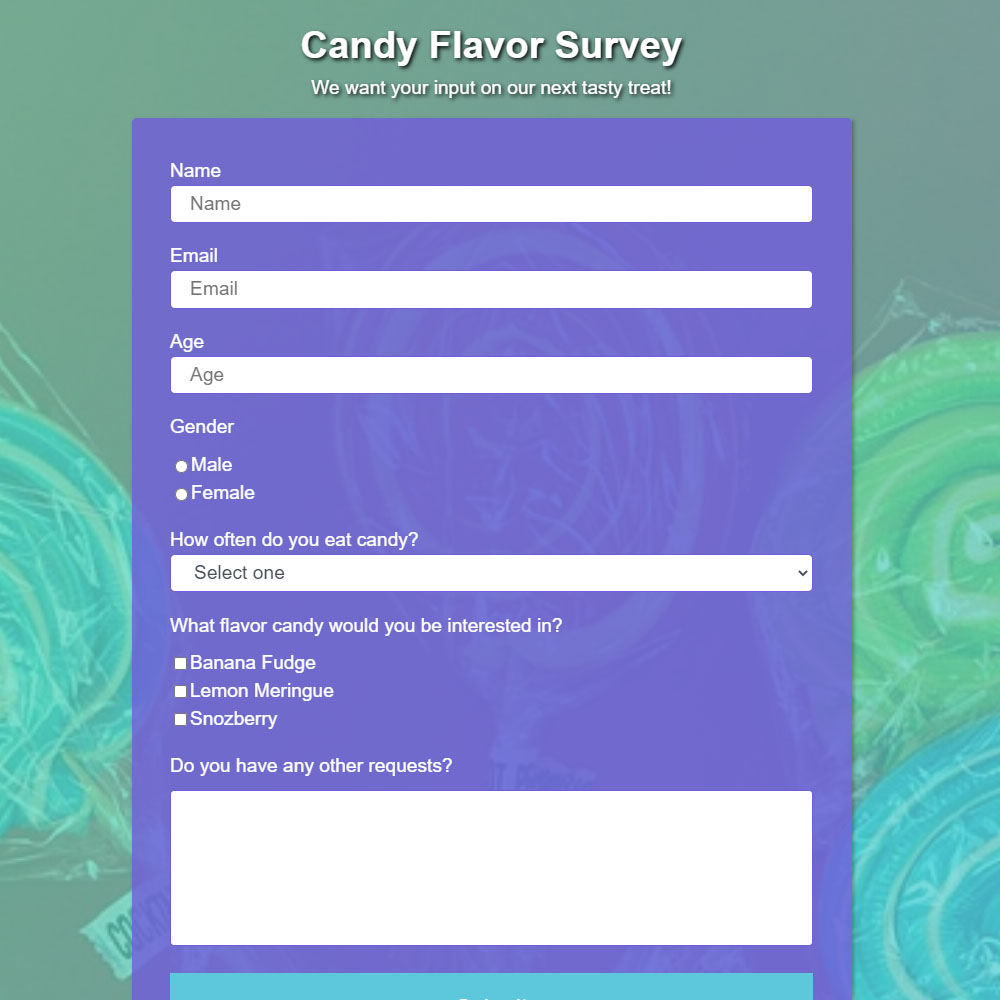 Candy Flavor Survey
We want your input on our next tasty treat!
Name
Name
Email
Email
Age
Age
Gender
Male
Female
How often do you eat candy?
Select one
What flavor candy would you be interested in?
Banana Fudge
Lemon Meringue
Snozberry
Do you have any other requests?